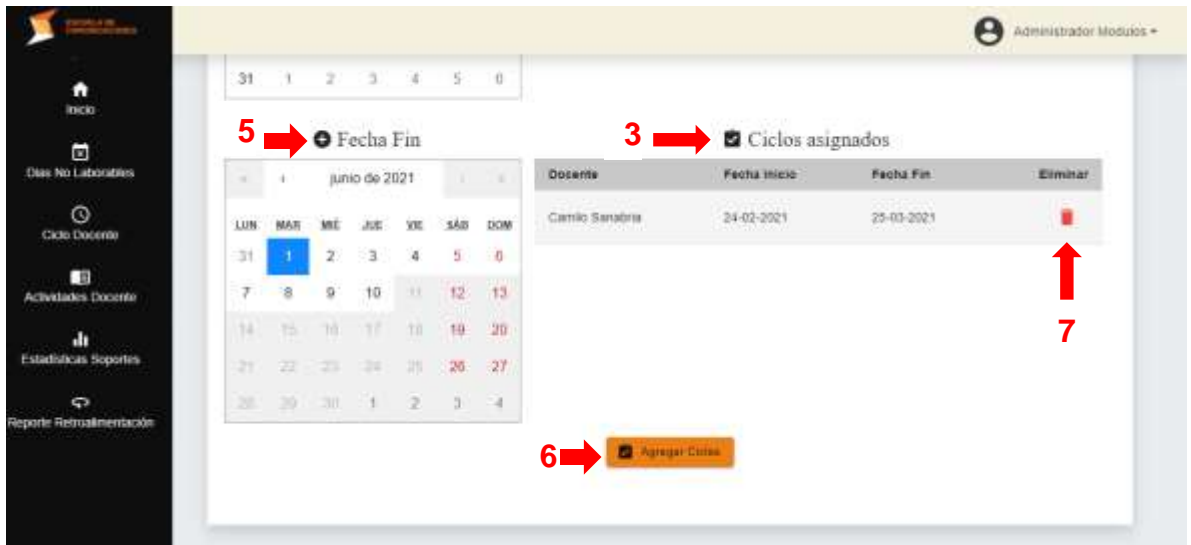 ESCUELA DE
COMUNICACIONES
Administrador Modulos
Inicio
Dias No Laborables
Ciclo Docente
Actividades Docente
Estadísticas Soportes
Reporte Retroalimentación
31 1 2 3 4 5 6
5 Fecha Fin
« ‹ junio de 2021 › »
LUN MAR MIÉ JUE VIE SÁB DOM
31 1 2 3 4 5 6
7 8 9 10 11 12 13
14 15 16 17 18 19 20
21 22 23 24 25 26 27
28 29 30 1 2 3 4
3 Ciclos asignados
Docente Fecha Inicio Fecha Fin Eliminar
Camilo Sanabria 24-02-2021 25-03-2021
7
6 Agregar Ciclos